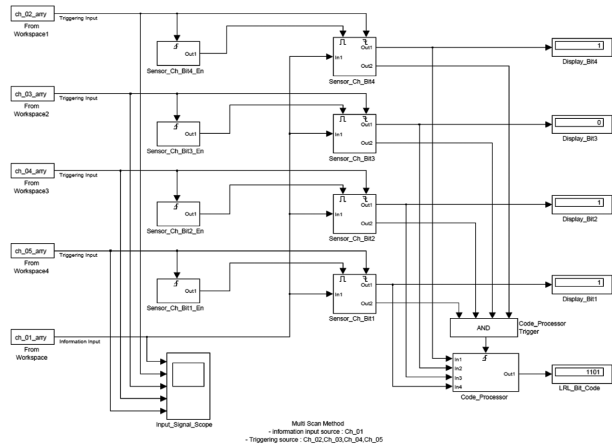 ch_02_arry
From
Workspace1
Triggering Input
Out1
Sensor_Ch_Bit4_En
In1
Out1
Out2
Sensor_Ch_Bit4
1
Display_Bit4
ch_03_arry
From
Workspace2
Triggering Input
Out1
Sensor_Ch_Bit3_En
In1
Out1
Out2
Sensor_Ch_Bit3
0
Display_Bit3
ch_04_arry
From
Workspace3
Triggering Input
Out1
Sensor_Ch_Bit2_En
In1
Out1
Out2
Sensor_Ch_Bit2
1
Display_Bit2
ch_05_arry
From
Workspace4
Triggering Input
Out1
Sensor_Ch_Bit1_En
In1
Out1
Out2
Sensor_Ch_Bit1
1
Display_Bit1
ch_01_arry
From
Workspace
Information Input
Input_Signal_Scope
AND
Code_Processor
Trigger
In1
In2
In3
In4
Out1
Code_Processor
1101
LRL_Bit_Code
Multi Scan Method
- information input source : Ch_01
- Triggering source : Ch_02,Ch_03,Ch_04,Ch_05